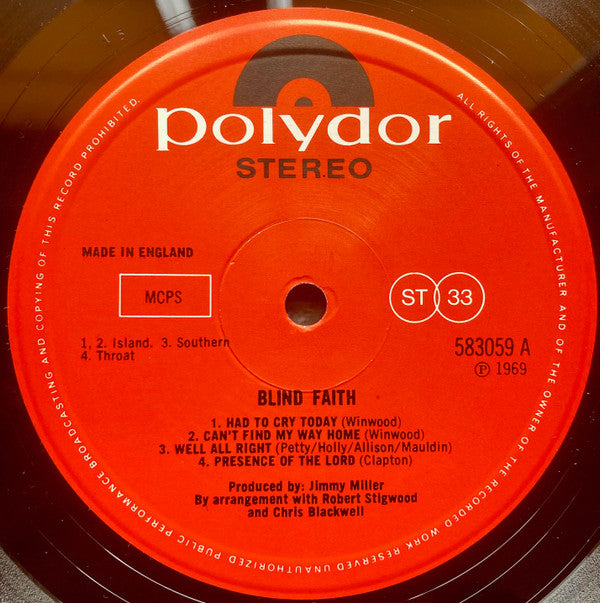 polydor
STEREO
ALL RIGHTS OF THE MANUFACTURER AND OF THE OWNER OF THE RECORDED WORK RESERVED UNAUTHORIZED PUBLIC PERFORMANCE BROADCASTING AND COPYING OF THIS RECORD PROHIBITED.
MADE IN ENGLAND
MCPS
ST 33
1, 2. Island. 3. Southern
4. Throat
583059 A
℗ 1969
BLIND FAITH
1. HAD TO CRY TODAY (Winwood)
2. CAN'T FIND MY WAY HOME (Winwood)
3. WELL ALL RIGHT (Petty/Holly/Allison/Mauldin)
4. PRESENCE OF THE LORD (Clapton)
Produced by: Jimmy Miller
By arrangement with Robert Stigwood
and Chris Blackwell